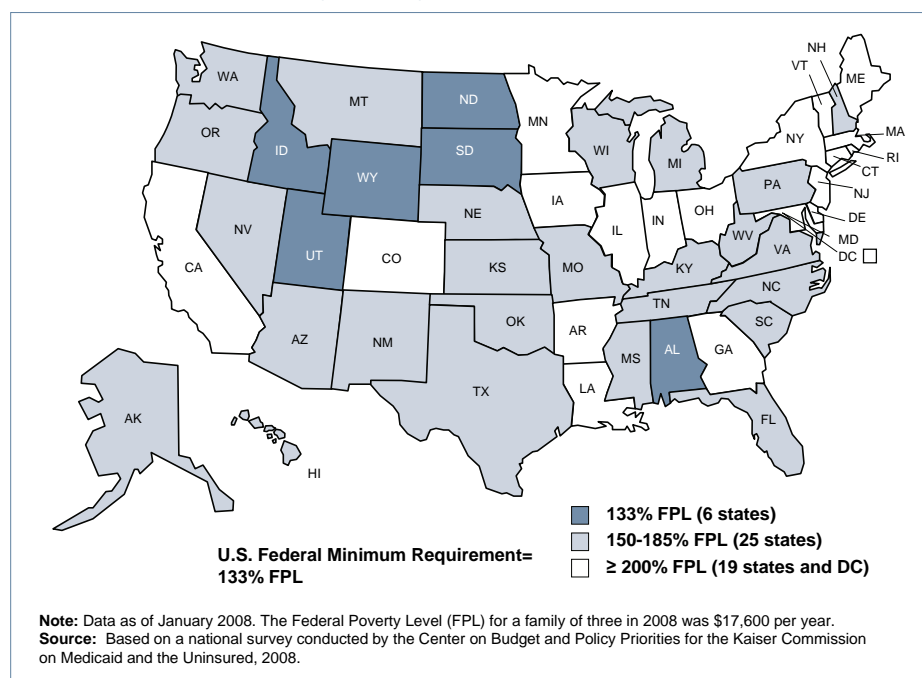 NH
VT
ME
WA
MT
ND
MN
OR
ID
SD
WI
MI
NY
MA
RI
CT
WY
PA
NJ
IA
NE
OH
DE
NV
IL
IN
WV
MD
UT
CO
VA
DC
CA
KS
MO
KY
NC
TN
OK
AR
SC
AZ
NM
MS
AL
GA
TX
LA
AK
FL
HI
133% FPL (6 states)
150-185% FPL (25 states)
≥ 200% FPL (19 states and DC)
U.S. Federal Minimum Requirement=
133% FPL
Note: Data as of January 2008. The Federal Poverty Level (FPL) for a family of three in 2008 was $17,600 per year.
Source: Based on a national survey conducted by the Center on Budget and Policy Priorities for the Kaiser Commission
on Medicaid and the Uninsured, 2008.